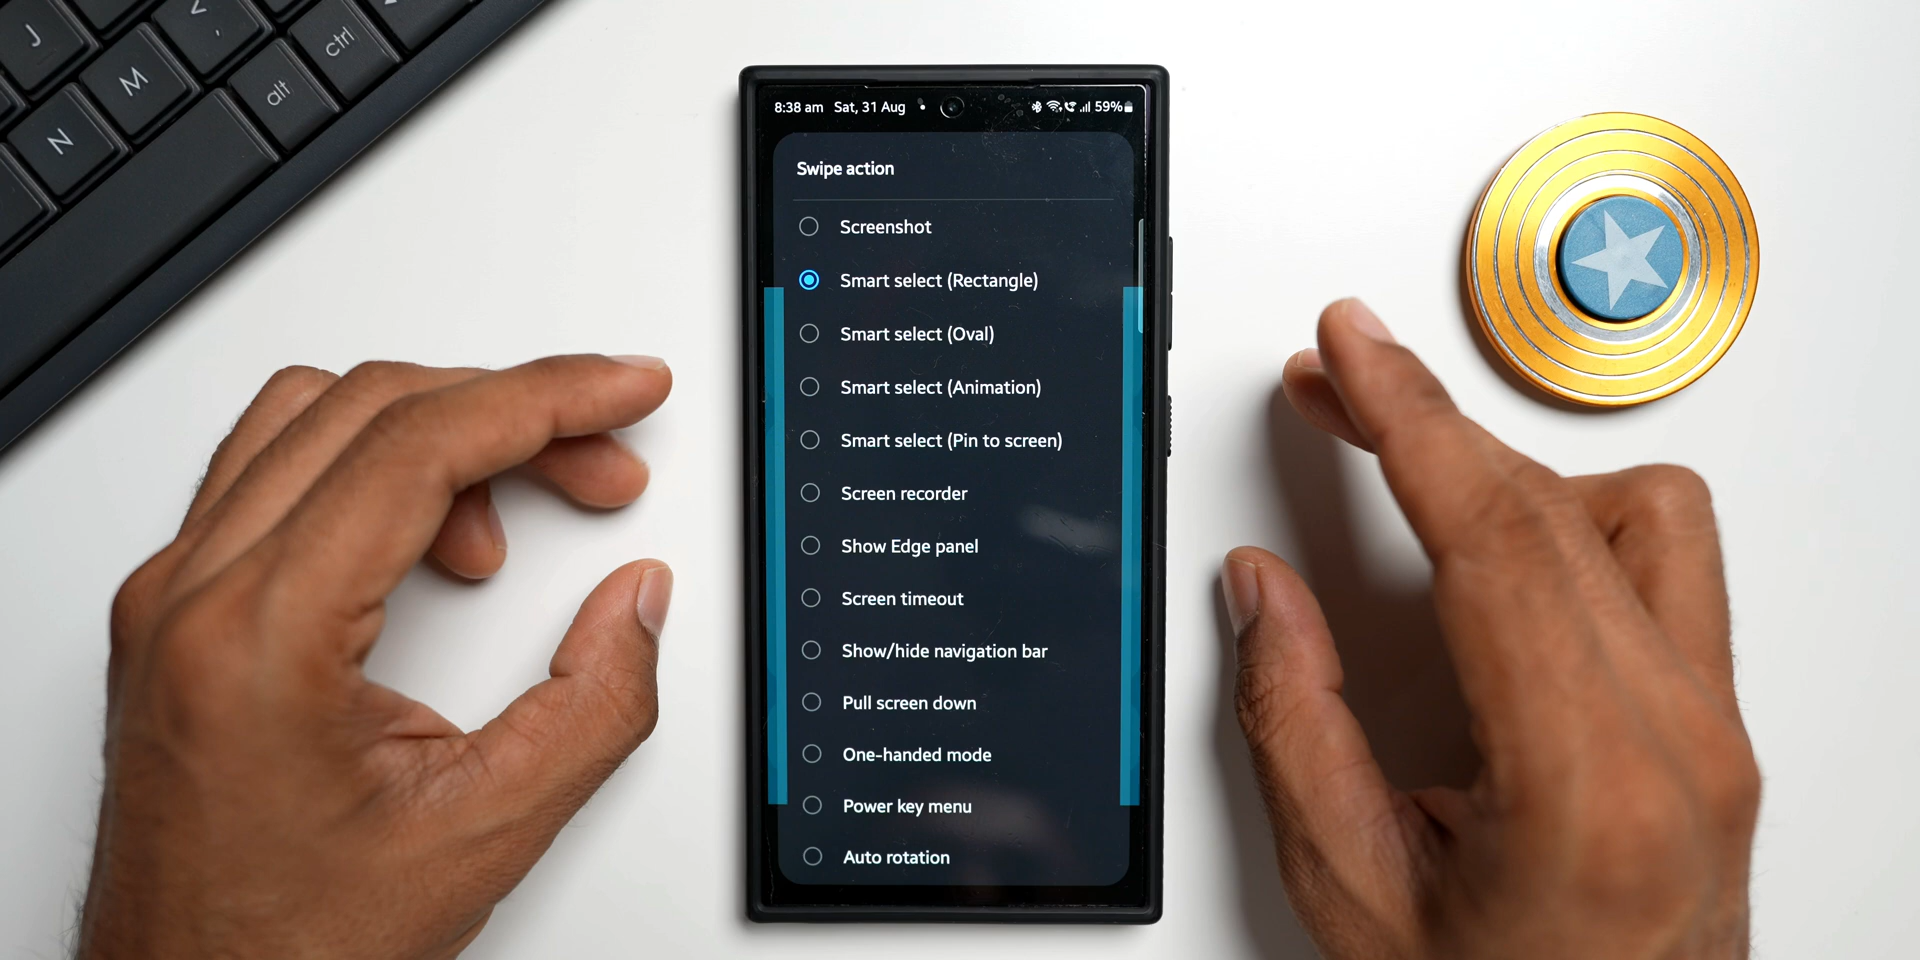 J
M
N
< ,
alt
ctrl
8:38 am Sat, 31 Aug
59%
Swipe action
Screenshot
Smart select (Rectangle)
Smart select (Oval)
Smart select (Animation)
Smart select (Pin to screen)
Screen recorder
Show Edge panel
Screen timeout
Show/hide navigation bar
Pull screen down
One-handed mode
Power key menu
Auto rotation